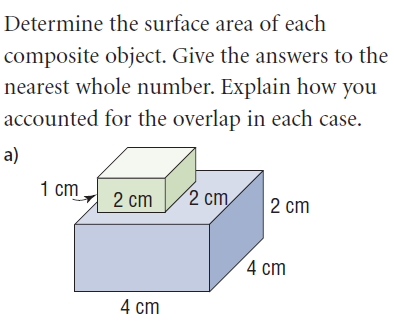 Determine the surface area of each
composite object. Give the answers to the
nearest whole number. Explain how you
accounted for the overlap in each case.
a)
1 cm
2 cm
2 cm
2 cm
4 cm
4 cm